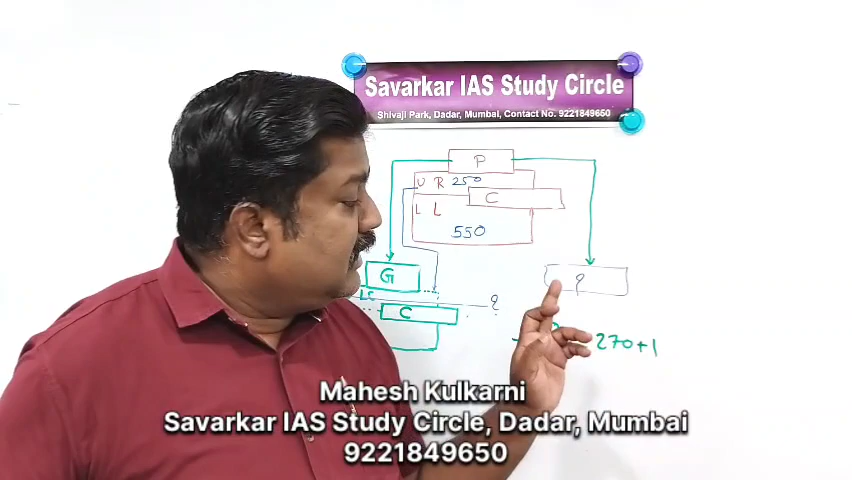 Savarkar IAS Study Circle
Shivaji Park, Dadar, Mumbai, Contact No. 9221849650
P
U R 250
C
L L
550
G
LC
?
C
?
270+1
Mahesh Kulkarni
Savarkar IAS Study Circle, Dadar, Mumbai
9221849650